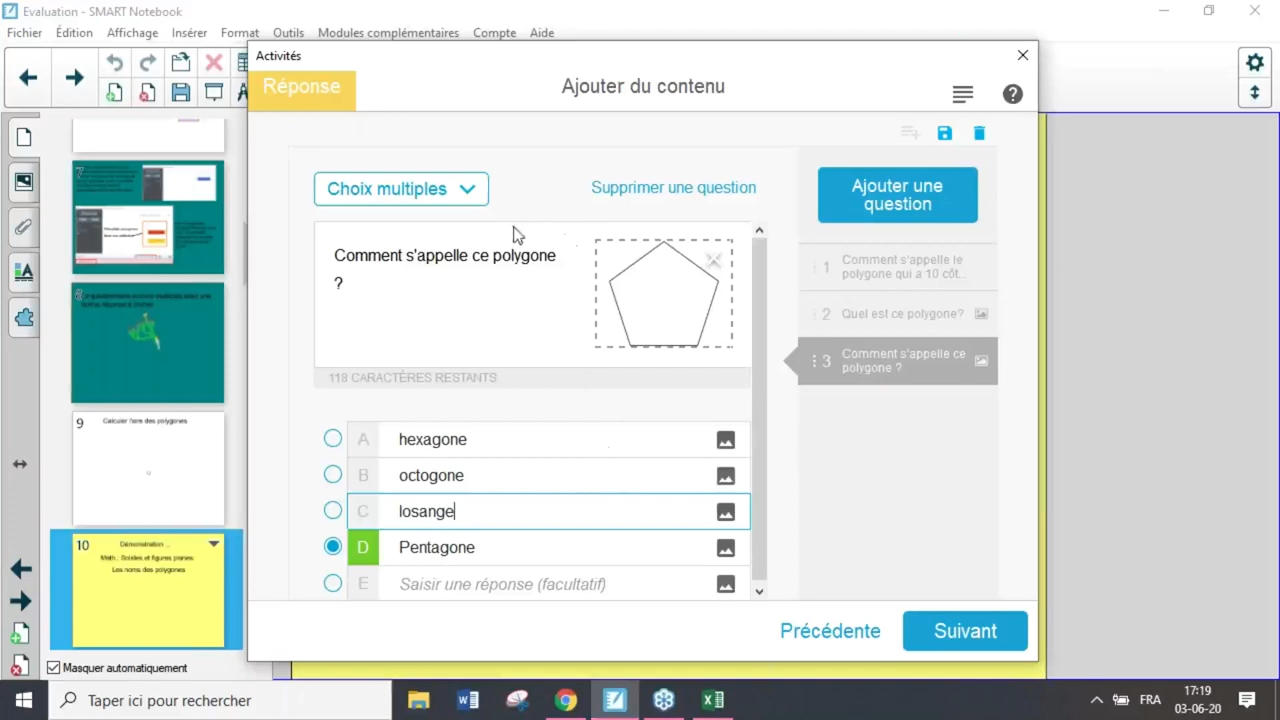 Evaluation - SMART Notebook
Fichier Édition Affichage Insérer Format Outils Modules complémentaires Compte Aide
Activités
Réponse
Ajouter du contenu
Choix multiples
Supprimer une question
Ajouter une
question
Comment s'appelle ce polygone
?
118 CARACTÈRES RESTANTS
A hexagone
B octogone
C losange
D Pentagone
E Saisir une réponse (facultatif)
1 Comment s'appelle le
polygone qui a 10 côt...
2 Quel est ce polygone?
3 Comment s'appelle ce
polygone ?
Précédente
Suivant
7
8
9 Calculer l'aire des polygones
10 Démonstration ...
Math : Solides et figures planes
Les noms des polygones
Masquer automatiquement
Taper ici pour rechercher
FRA
17:19
03-06-20